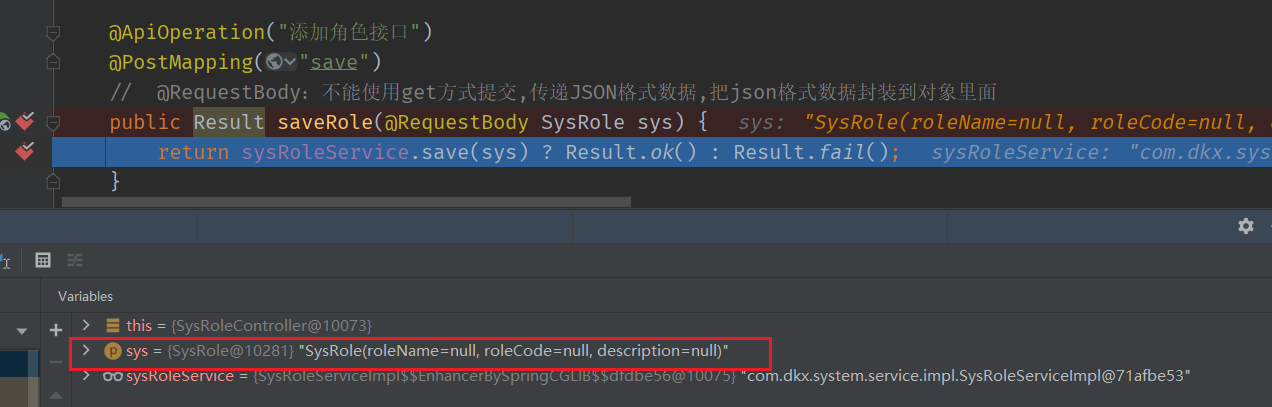 @ApiOperation("添加角色接口")
@PostMapping("save")
// @RequestBody：不能使用get方式提交,传递JSON格式数据,把json格式数据封装到对象里面
public Result saveRole(@RequestBody SysRole sys) { sys: "SysRole(roleName=null, roleCode=null,
return sysRoleService.save(sys) ? Result.ok() : Result.fail(); sysRoleService: "com.dkx.sys
}
Variables
this = {SysRoleController@10073}
p sys = {SysRole@10281} "SysRole(roleName=null, roleCode=null, description=null)"
sysRoleService = {SysRoleServiceImpl$$EnhancerBySpringCGLIB$$dfdbe56@10075} "com.dkx.system.service.impl.SysRoleServiceImpl@71afbe53"